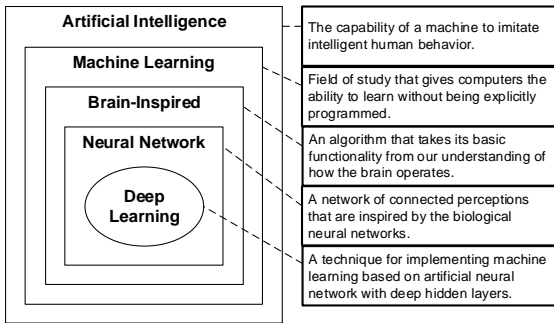 Artificial Intelligence
Machine Learning
Brain-Inspired
Neural Network
Deep
Learning
The capability of a machine to imitate
intelligent human behavior.
Field of study that gives computers the
ability to learn without being explicitly
programmed.
An algorithm that takes its basic
functionality from our understanding of
how the brain operates.
A network of connected perceptions
that are inspired by the biological
neural networks.
A technique for implementing machine
learning based on artificial neural
network with deep hidden layers.